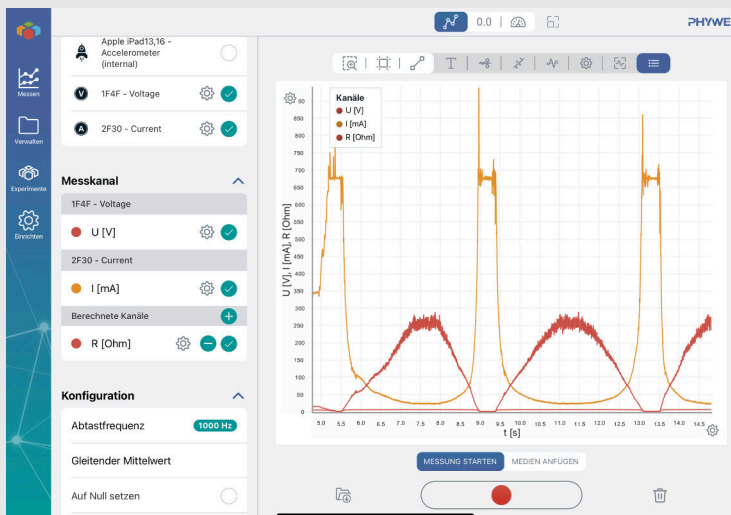 0.0
PHYWE
Apple iPad13,16 -
Accelerometer
(internal)
V
1F4F - Voltage
A
2F30 - Current
Messen
Verwalten
Experimente
Einrichten
Messkanal
1F4F - Voltage
U [V]
2F30 - Current
I [mA]
Berechnete Kanäle
R [Ohm]
Konfiguration
Abtastfrequenz
1000 Hz
Gleitender Mittelwert
Auf Null setzen
T
Kanäle
U [V]
I [mA]
R [Ohm]
U [V], I [mA], R [Ohm]
00
850
800
750
700
650
600
550
500
450
400
350
300
250
200
150
100
50
0
5.0 5.5 6.0 6.5 7.0 7.5 8.0 8.5 9.0 9.5 10.0 10.5 11.0 11.5 12.0 12.5 13.0 13.5 14.0 14.5
t [s]
MESSUNG STARTEN
MEDIEN ANFÜGEN